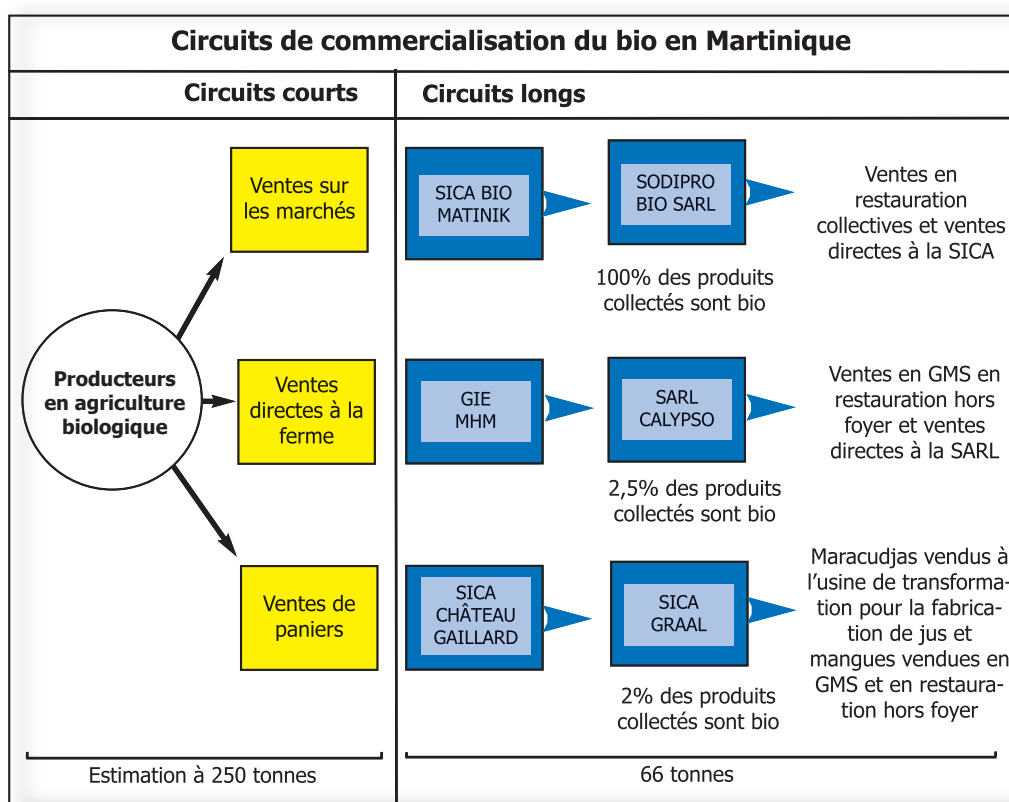 Circuits de commercialisation du bio en Martinique
Circuits courts
Circuits longs
Producteurs
en agriculture
biologique
Ventes sur
les marchés
Ventes
directes à la
ferme
Ventes de
paniers
SICA BIO
MATINIK
SODIPRO
BIO SARL
100% des produits
collectés sont bio
Ventes en
restauration
collectives et ventes
directes à la SICA
GIE
MHM
SARL
CALYPSO
2,5% des produits
collectés sont bio
Ventes en GMS en
restauration hors
foyer et ventes
directes à la SARL
SICA
CHÂTEAU
GAILLARD
SICA
GRAAL
2% des produits
collectés sont bio
Maracudjas vendus à
l'usine de transforma-
tion pour la fabrica-
tion de jus et
mangues vendues en
GMS et en restaura-
tion hors foyer
Estimation à 250 tonnes
66 tonnes